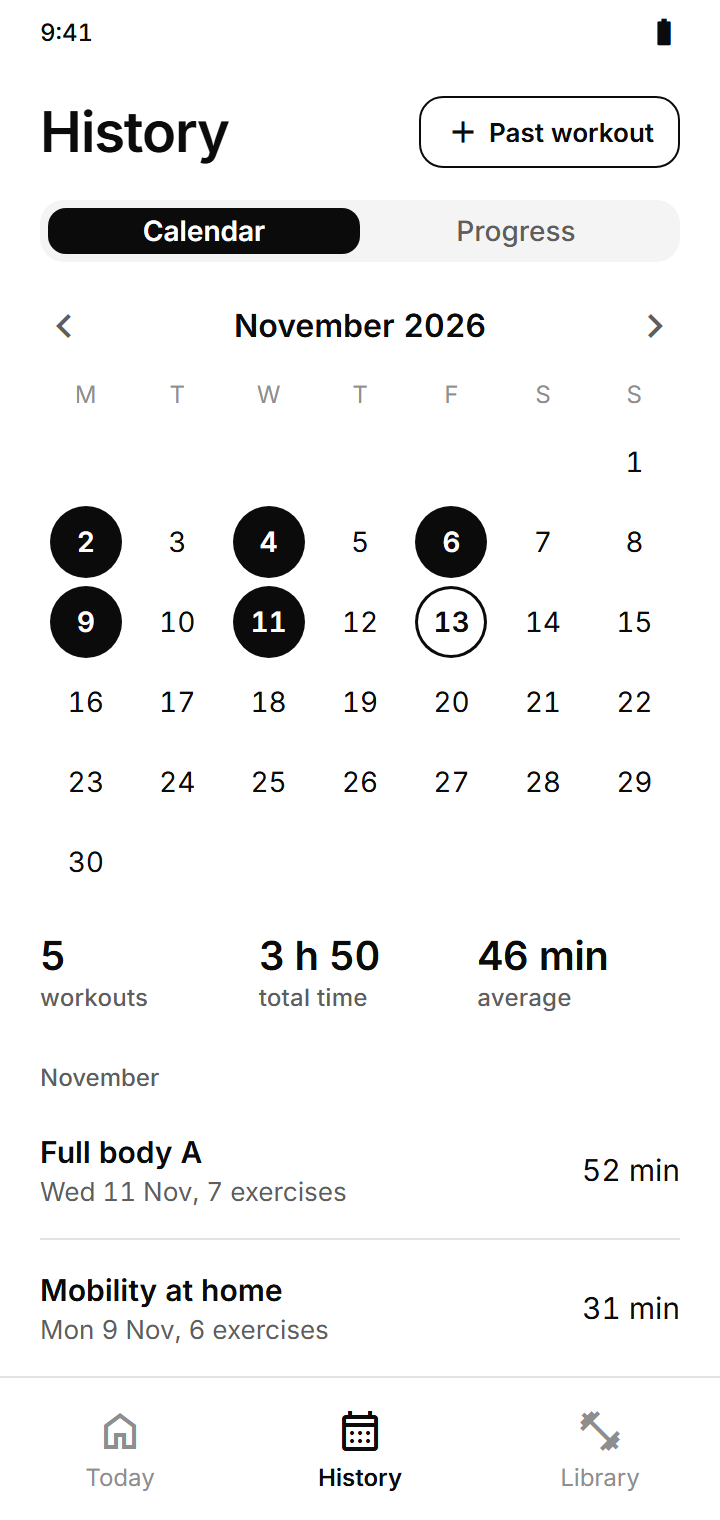 9:41
History
Past workout
Calendar
Progress
November 2026
M T W T F S S
1
2 3 4 5 6 7 8
9 10 11 12 13 14 15
16 17 18 19 20 21 22
23 24 25 26 27 28 29
30
5
workouts
3 h 50
total time
46 min
average
November
Full body A
Wed 11 Nov, 7 exercises
52 min
Mobility at home
Mon 9 Nov, 6 exercises
31 min
Today
History
Library